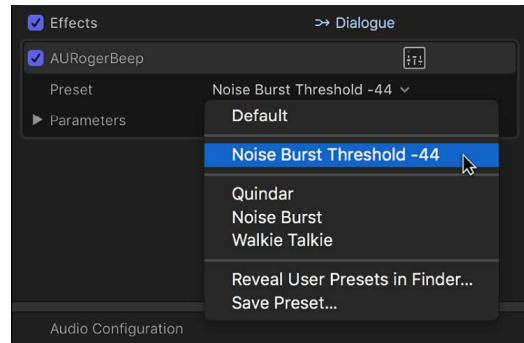 Effects
Dialogue
AURogerBeep
Preset
Noise Burst Threshold -44
Parameters
Default
Noise Burst Threshold -44
Quindar
Noise Burst
Walkie Talkie
Reveal User Presets in Finder...
Save Preset...
Audio Configuration